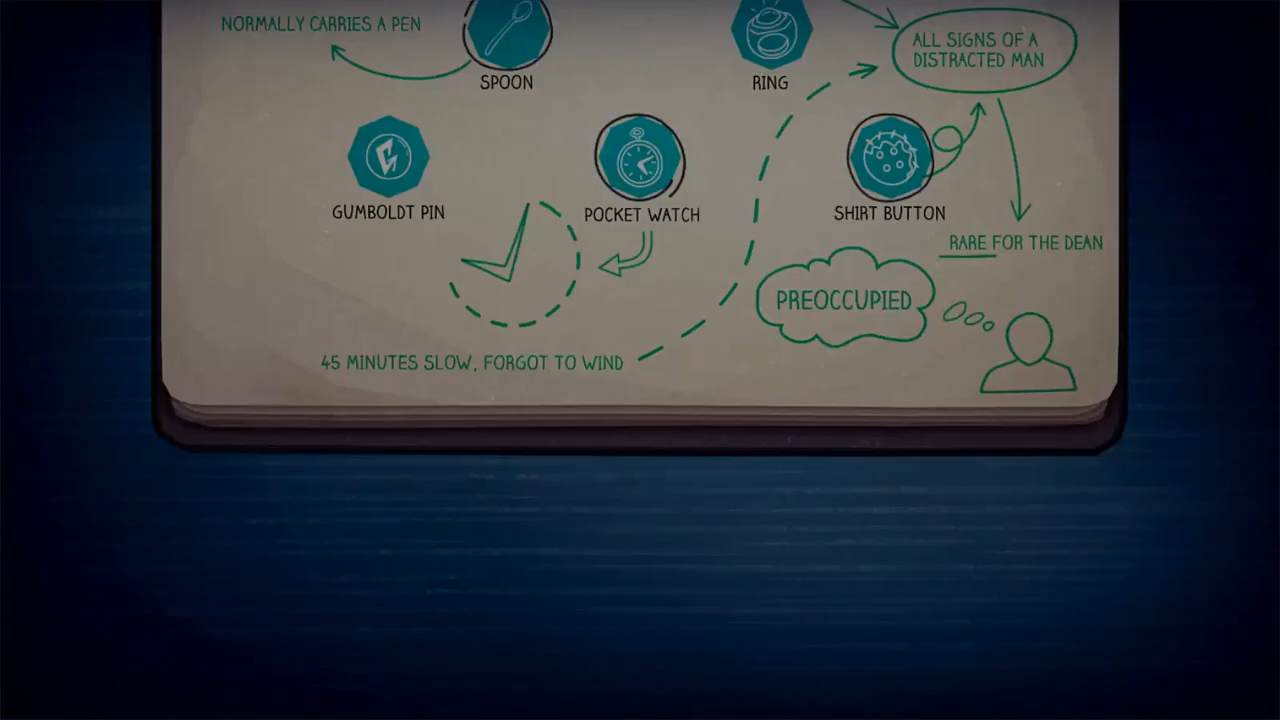 NORMALLY CARRIES A PEN
SPOON
RING
ALL SIGNS OF A
DISTRACTED MAN
GUMBOLDT PIN
POCKET WATCH
SHIRT BUTTON
RARE FOR THE DEAN
PREOCCUPIED
45 MINUTES SLOW, FORGOT TO WIND